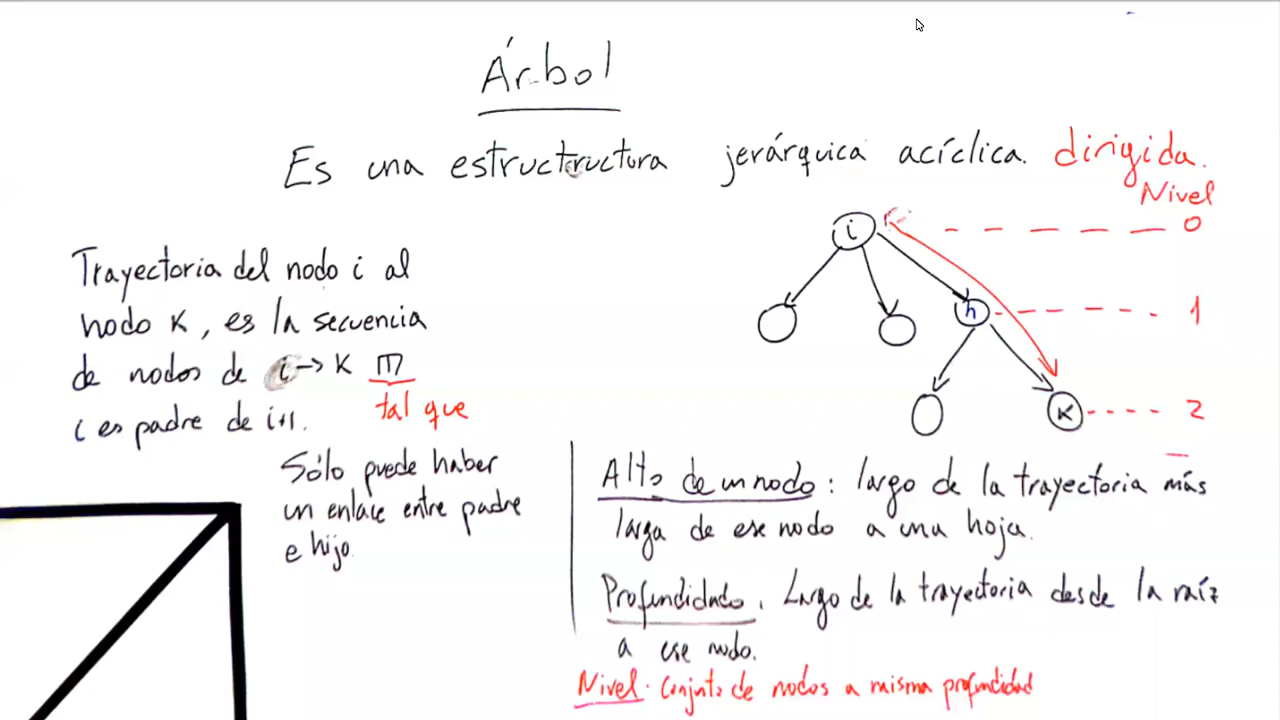 Árbol
Es una estructructura jerárquica acíclica. dirigida.
Nivel
i
0
Trayectoria del nodo i al
nodo K, es la secuencia
h
1
de nodos de i → K
tal que
i es padre de i+1.
K
2
Sólo puede haber
un enlace entre padre
e hijo.
Alto de un nodo: largo de la trayectoria más
larga de ese nodo a una hoja.
Profundidado. Largo de la trayectoria desde la raíz
a ese nodo.
Nivel. Conjunto de nodos a misma profundidad